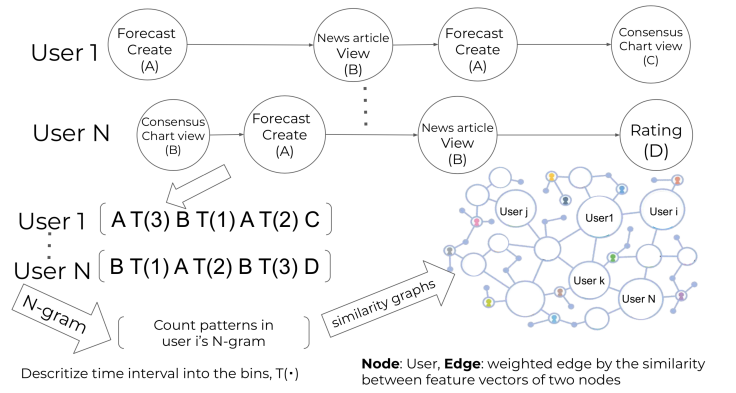 User 1
Forecast
Create
(A)
News article
View
(B)
Forecast
Create
(A)
Consensus
Chart view
(C)
User N
Consensus
Chart view
(B)
Forecast
Create
(A)
News article
View
(B)
Rating
(D)
User 1 A T(3) B T(1) A T(2) C
User N B T(1) A T(2) B T(3) D
N-gram
Count patterns in
user i's N-gram
similarity graphs
User j
User1
User i
User k
User N
Descritize time interval into the bins, T(·)
Node: User, Edge: weighted edge by the similarity
between feature vectors of two nodes